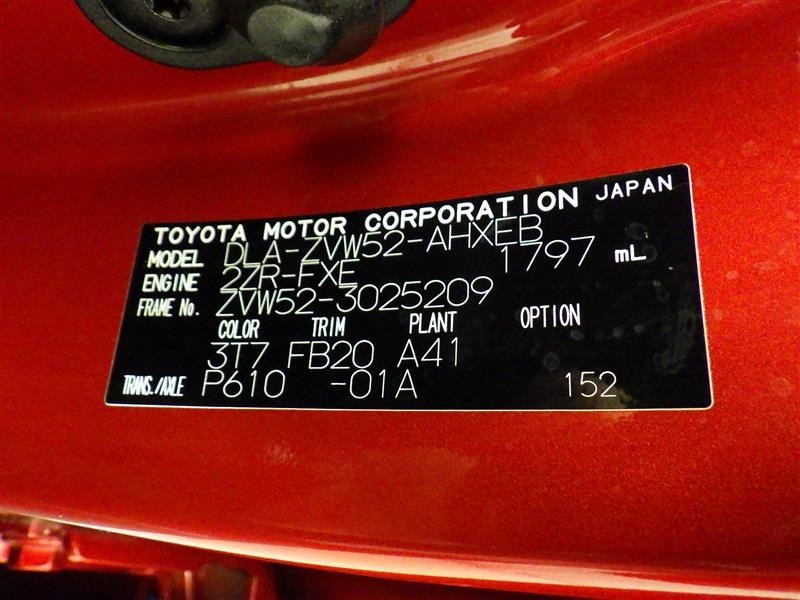 TOYOTA MOTOR CORPORATION JAPAN
MODEL DLA-ZVW52-AHXEB
ENGINE 2ZR-FXE 1797 mL
FRAME No. ZVW52-3025209
COLOR TRIM PLANT OPTION
3T7 FB20 A41
TRANS./AXLE P610 -01A 152